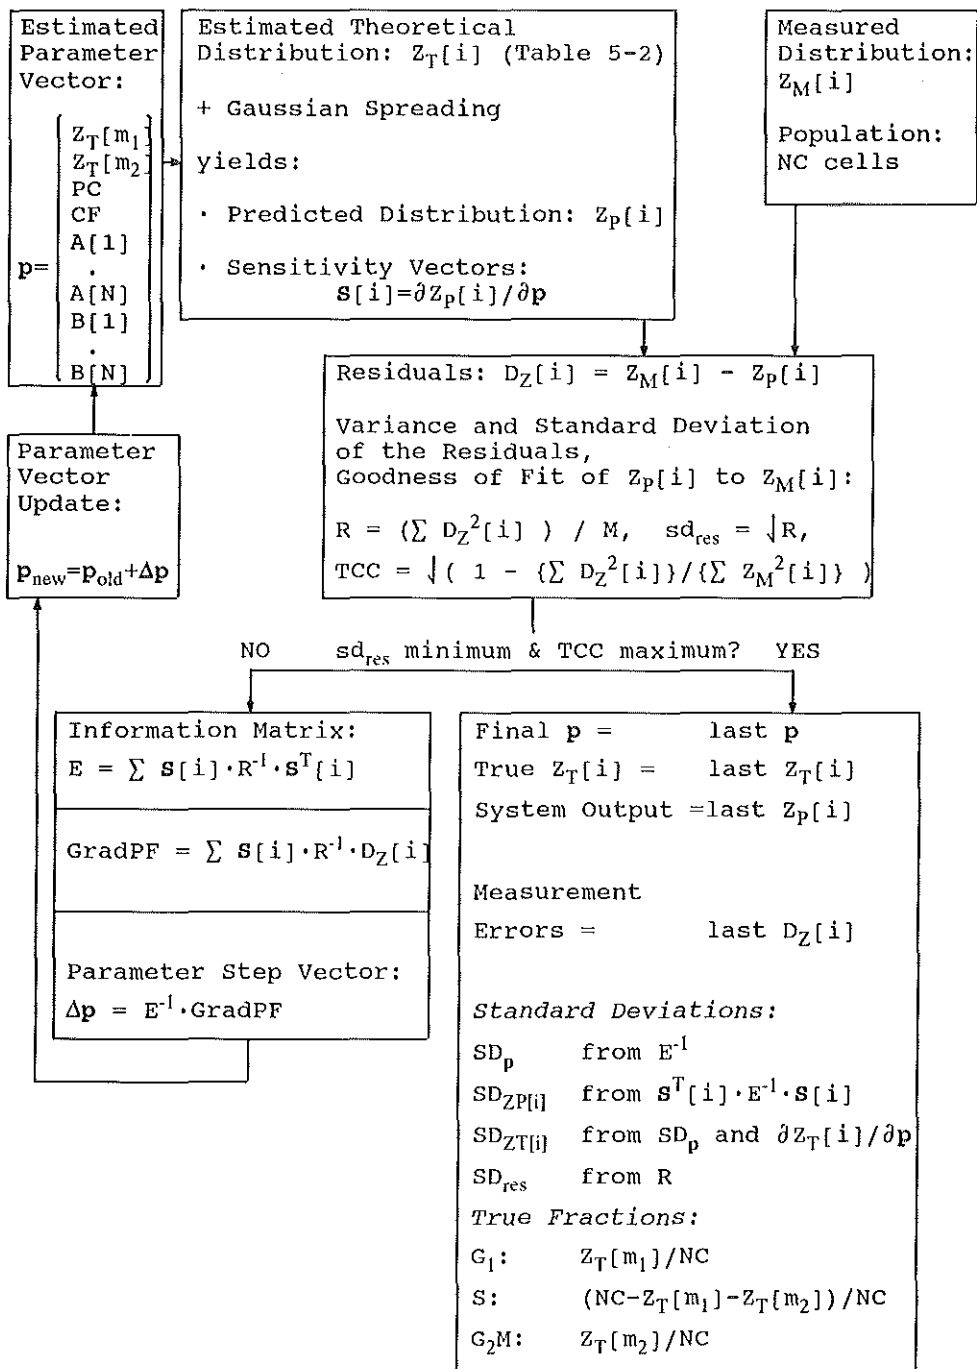 Estimated
Parameter
Vector:
p=
Z_T[m_1]
Z_T[m_2]
PC
CF
A[1]
.
A[N]
B[1]
.
B[N]
Estimated Theoretical
Distribution: Z_T[i] (Table 5-2)
+ Gaussian Spreading
yields:
· Predicted Distribution: Z_P[i]
· Sensitivity Vectors:
S[i]=∂Z_P[i]/∂p
Measured
Distribution:
Z_M[i]
Population:
NC cells
Residuals: D_Z[i] = Z_M[i] - Z_P[i]
Variance and Standard Deviation
of the Residuals,
Goodness of Fit of Z_P[i] to Z_M[i]:
R = (∑ D_Z^2[i] ) / M, sd_res = √R,
TCC = √( 1 - {∑ D_Z^2[i]}/{∑ Z_M^2[i]} )
Parameter
Vector
Update:
p_new=p_old+Δp
NO sd_res minimum & TCC maximum? YES
Information Matrix:
E = ∑ S[i]·R^-1·S^T[i]
GradPF = ∑ S[i]·R^-1·D_Z[i]
Parameter Step Vector:
Δp = E^-1·GradPF
Final p = last p
True Z_T[i] = last Z_T[i]
System Output =last Z_P[i]
Measurement
Errors = last D_Z[i]
Standard Deviations:
SD_p from E^-1
SD_ZP[i] from S^T[i]·E^-1·S[i]
SD_ZT[i] from SD_p and ∂Z_T[i]/∂p
SD_res from R
True Fractions:
G_1: Z_T[m_1]/NC
S: (NC-Z_T[m_1]-Z_T[m_2])/NC
G_2M: Z_T[m_2]/NC